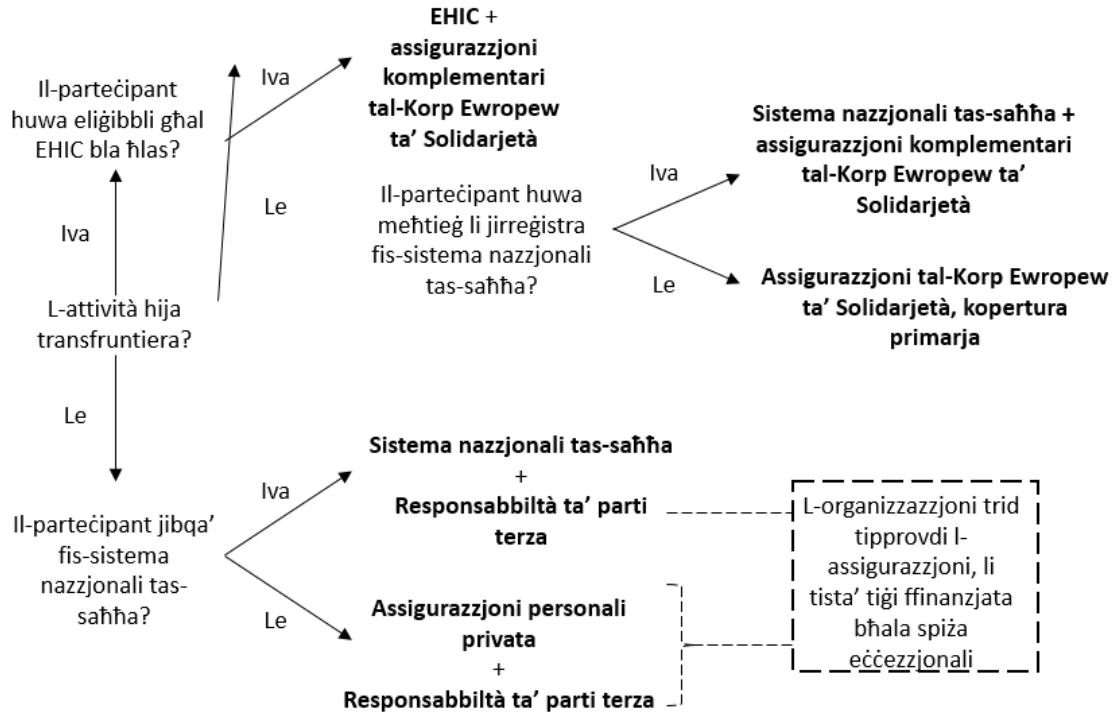 Il-parteċipant
huwa eliġibbli għal
EHIC bla ħlas?
Iva
EHIC +
assigurazzjoni
komplementari
tal-Korp Ewropew
ta’ Solidarjetà
Iva
Le
Il-parteċipant huwa
meħtieġ li jirreġistra
fis-sistema nazzjonali
tas-saħħa?
Iva
Sistema nazzjonali tas-saħħa +
assigurazzjoni komplementari
tal-Korp Ewropew ta’
Solidarjetà
Le
Assigurazzjoni tal-Korp Ewropew
ta’ Solidarjetà, kopertura
primarja
L-attività hija
transfruntiera?
Le
Il-parteċipant jibqa’
fis-sistema
nazzjonali tas-
saħħa?
Iva
Sistema nazzjonali tas-saħħa
+
Responsabbiltà ta’ parti
terza
Le
Assigurazzjoni personali
privata
+
Responsabbiltà ta’ parti terza
L-organizzazzjoni trid
tipprovdi l-
assigurazzjoni, li
tista’ tiġi ffinanzjata
bħala spiża
eċċezzjonali